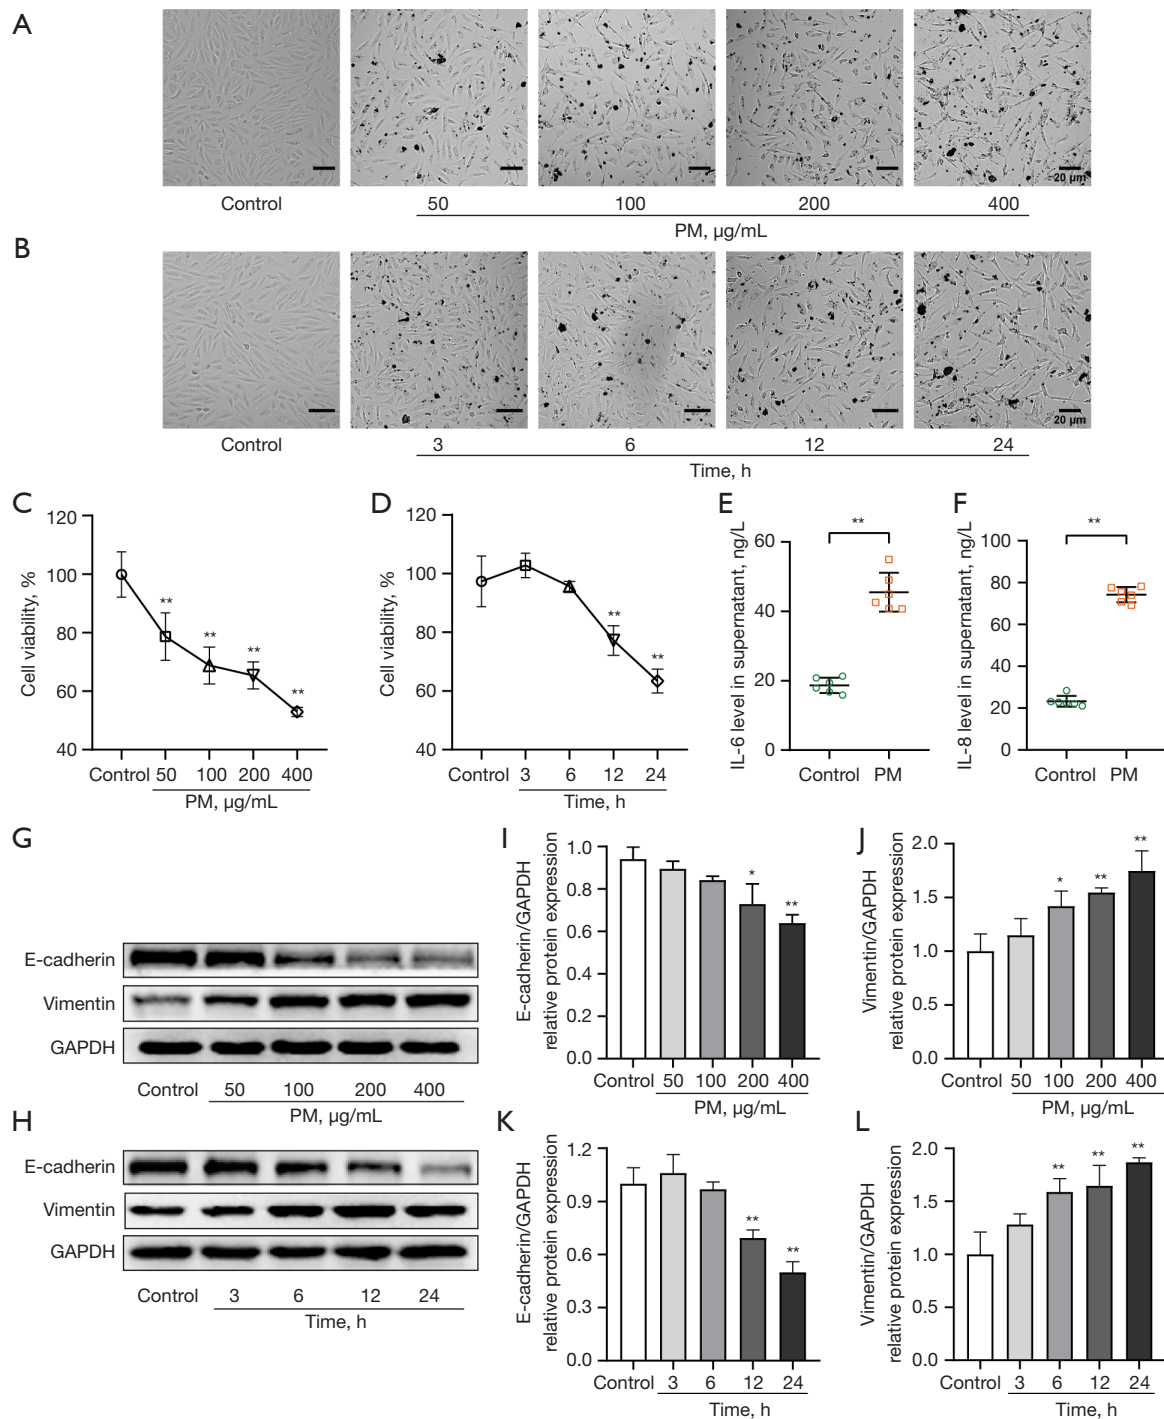 A
20 µm
Control 50 100 200 400
PM, µg/mL
B
20 µm
Control 3 6 12 24
Time, h
C
Cell viability, %
120
100
80
60
40
** ** ** **
Control 50 100 200 400
PM, µg/mL
D
Cell viability, %
120
100
80
60
40
** **
Control 3 6 12 24
Time, h
E
IL-6 level in supernatant, ng/L
60
40
20
0
**
Control PM
F
IL-8 level in supernatant, ng/L
100
80
60
40
20
0
**
Control PM
G
E-cadherin
Vimentin
GAPDH
Control 50 100 200 400
PM, µg/mL
H
E-cadherin
Vimentin
GAPDH
Control 3 6 12 24
Time, h
I
E-cadherin/GAPDH
relative protein expression
1.0
0.8
0.6
0.4
0.2
0.0
* **
Control 50 100 200 400
PM, µg/mL
J
Vimentin/GAPDH
relative protein expression
2.0
1.5
1.0
0.5
0.0
* ** **
Control 50 100 200 400
PM, µg/mL
K
E-cadherin/GAPDH
relative protein expression
1.2
0.9
0.6
0.3
0.0
** **
Control 3 6 12 24
Time, h
L
Vimentin/GAPDH
relative protein expression
2.0
1.5
1.0
0.5
0.0
** ** **
Control 3 6 12 24
Time, h